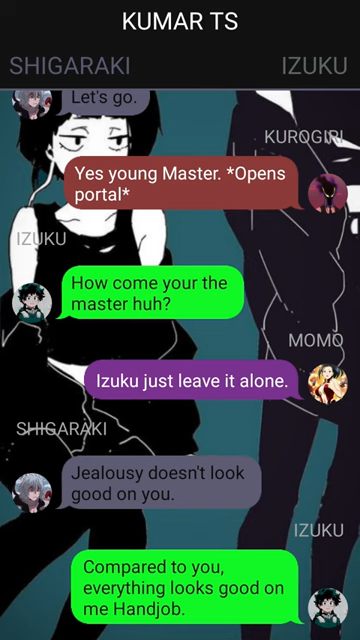 KUMAR TS
SHIGARAKI
IZUKU
Let's go.
KUROGIRI
Yes young Master. *Opens
portal*
IZUKU
How come your the
master huh?
MOMO
Izuku just leave it alone.
SHIGARAKI
Jealousy doesn't look
good on you.
IZUKU
Compared to you,
everything looks good on
me Handjob.